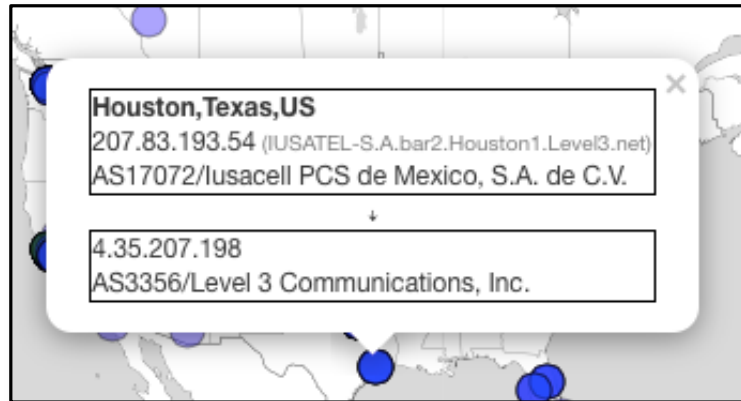 ×
Houston,Texas,US
207.83.193.54 (IUSATEL-S.A.bar2.Houston1.Level3.net)
AS17072/Iusacell PCS de Mexico, S.A. de C.V.
↓
4.35.207.198
AS3356/Level 3 Communications, Inc.